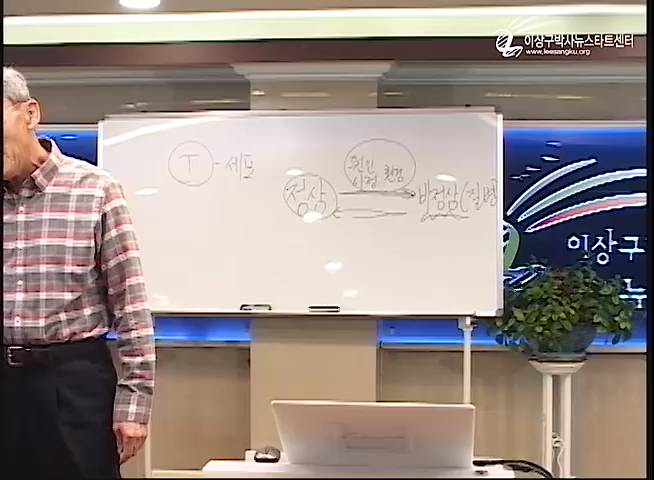 이상구박사뉴스타트센터
www.leesangku.org
T - 세포
정상
비정상 (질병)
이상구